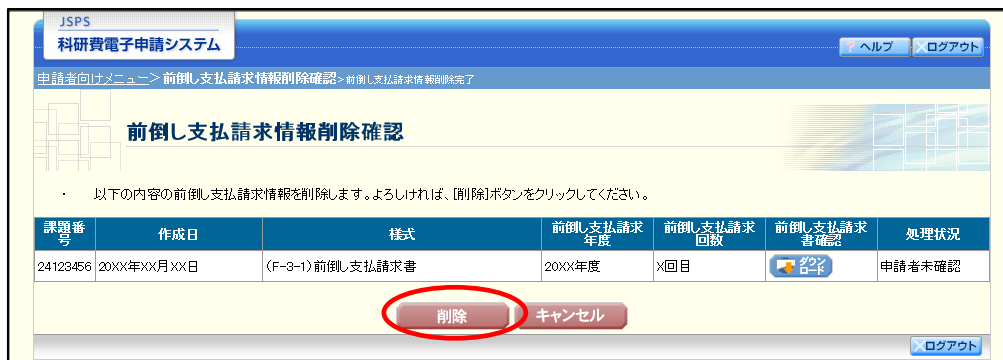 JSPS
科研費電子申請システム
ヘルプ
ログアウト
申請者向けメニュー>前倒し支払請求情報削除確認>前倒し支払請求情報削除完了
前倒し支払請求情報削除確認
・ 以下の内容の前倒し支払請求情報を削除します。よろしければ、[削除]ボタンをクリックしてください。
課題番号 作成日 様式 前倒し支払請求年度 前倒し支払請求回数 前倒し支払請求書確認 処理状況
24123456 20XX年XX月XX日 (F-3-1)前倒し支払請求書 20XX年度 X回目 ダウンロード 申請者未確認
削除 キャンセル
ログアウト